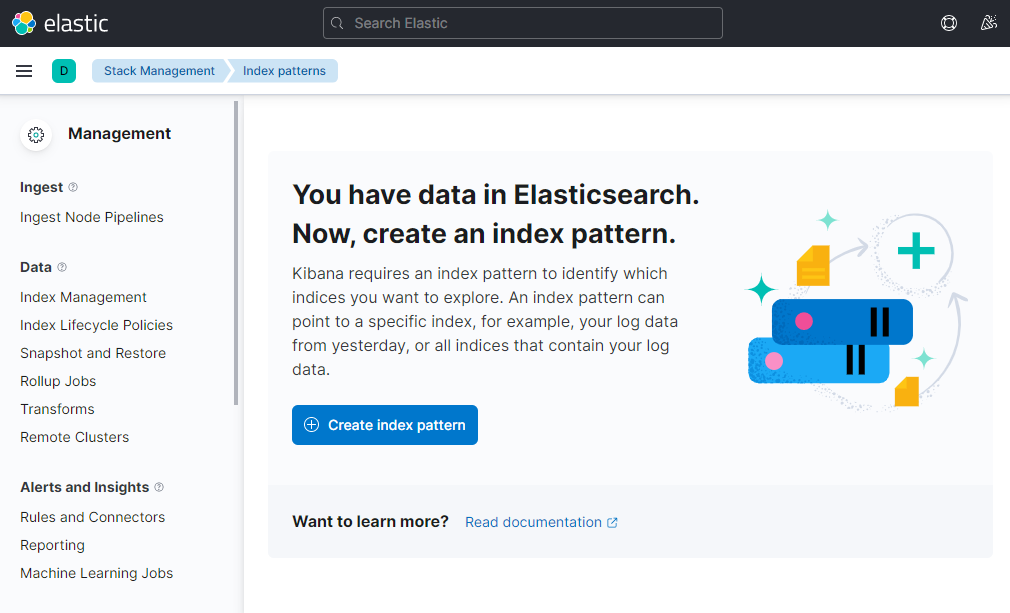 elastic
Search Elastic
D
Stack Management
Index patterns
Management
Ingest
Ingest Node Pipelines
Data
Index Management
Index Lifecycle Policies
Snapshot and Restore
Rollup Jobs
Transforms
Remote Clusters
Alerts and Insights
Rules and Connectors
Reporting
Machine Learning Jobs
You have data in Elasticsearch.
Now, create an index pattern.
Kibana requires an index pattern to identify which
indices you want to explore. An index pattern can
point to a specific index, for example, your log data
from yesterday, or all indices that contain your log
data.
Create index pattern
Want to learn more?
Read documentation